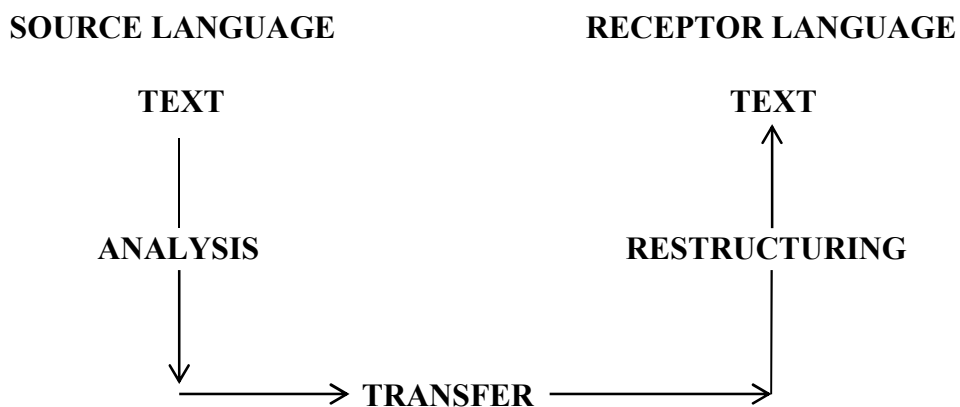 SOURCE LANGUAGE RECEPTOR LANGUAGE
TEXT TEXT
ANALYSIS RESTRUCTURING
TRANSFER